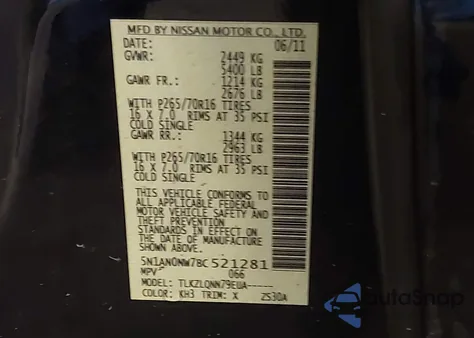 MFD BY NISSAN MOTOR CO., LTD.
DATE: 06/11
GVWR: 2449 KG
5400 LB
GAWR FR.: 1214 KG
2676 LB
WITH P265/70R16 TIRES
16 X 7.0 RIMS AT 35 PSI
COLD SINGLE
GAWR RR.: 1344 KG
2963 LB
WITH P265/70R16 TIRES
16 X 7.0 RIMS AT 35 PSI
COLD SINGLE
THIS VEHICLE CONFORMS TO
ALL APPLICABLE FEDERAL
MOTOR VEHICLE SAFETY AND
THEFT PREVENTION
STANDARDS IN EFFECT ON
THE DATE OF MANUFACTURE
SHOWN ABOVE.
5N1AN0NW7BC521281
MPV 066
MODEL: TLKZLQNN79EUA------
COLOR: KH3 TRIM: X 2S30A
AutoSnap